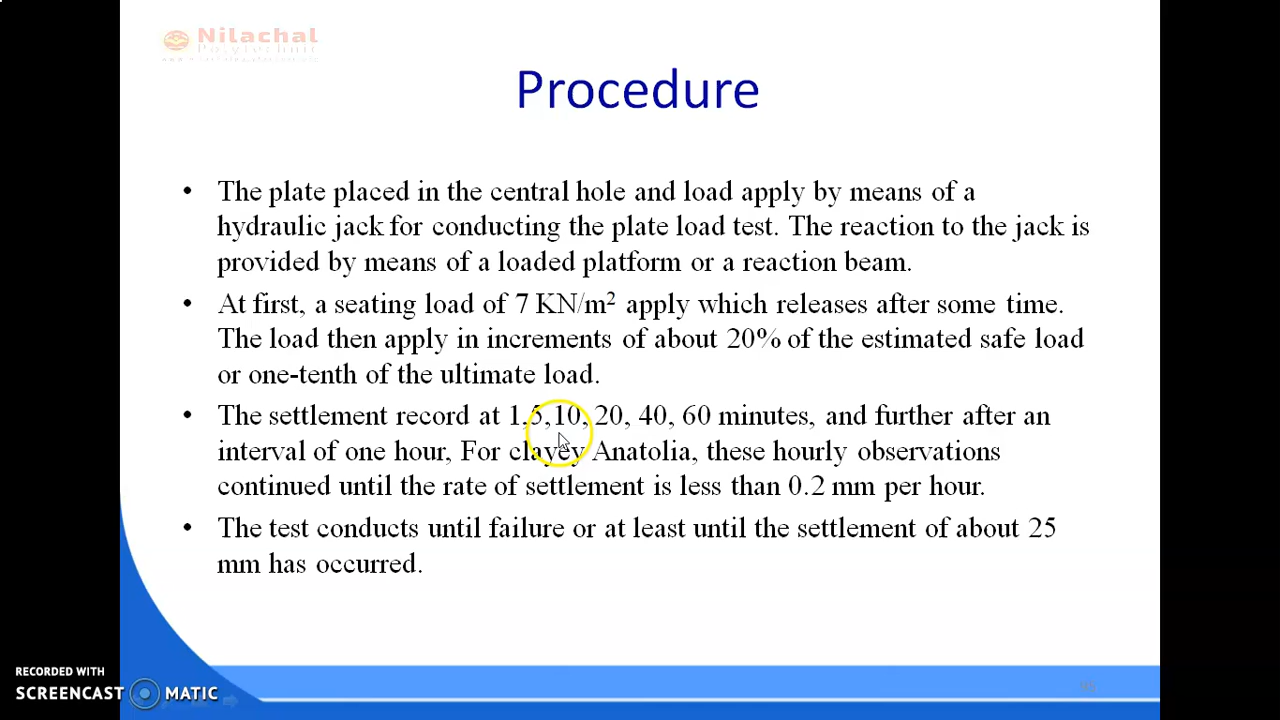 Nilachal
Polytechnic
Procedure
• The plate placed in the central hole and load apply by means of a
hydraulic jack for conducting the plate load test. The reaction to the jack is
provided by means of a loaded platform or a reaction beam.
• At first, a seating load of 7 KN/m² apply which releases after some time.
The load then apply in increments of about 20% of the estimated safe load
or one-tenth of the ultimate load.
• The settlement record at 1,5,10, 20, 40, 60 minutes, and further after an
interval of one hour, For clayey Anatolia, these hourly observations
continued until the rate of settlement is less than 0.2 mm per hour.
• The test conducts until failure or at least until the settlement of about 25
mm has occurred.
RECORDED WITH
SCREENCAST MATIC